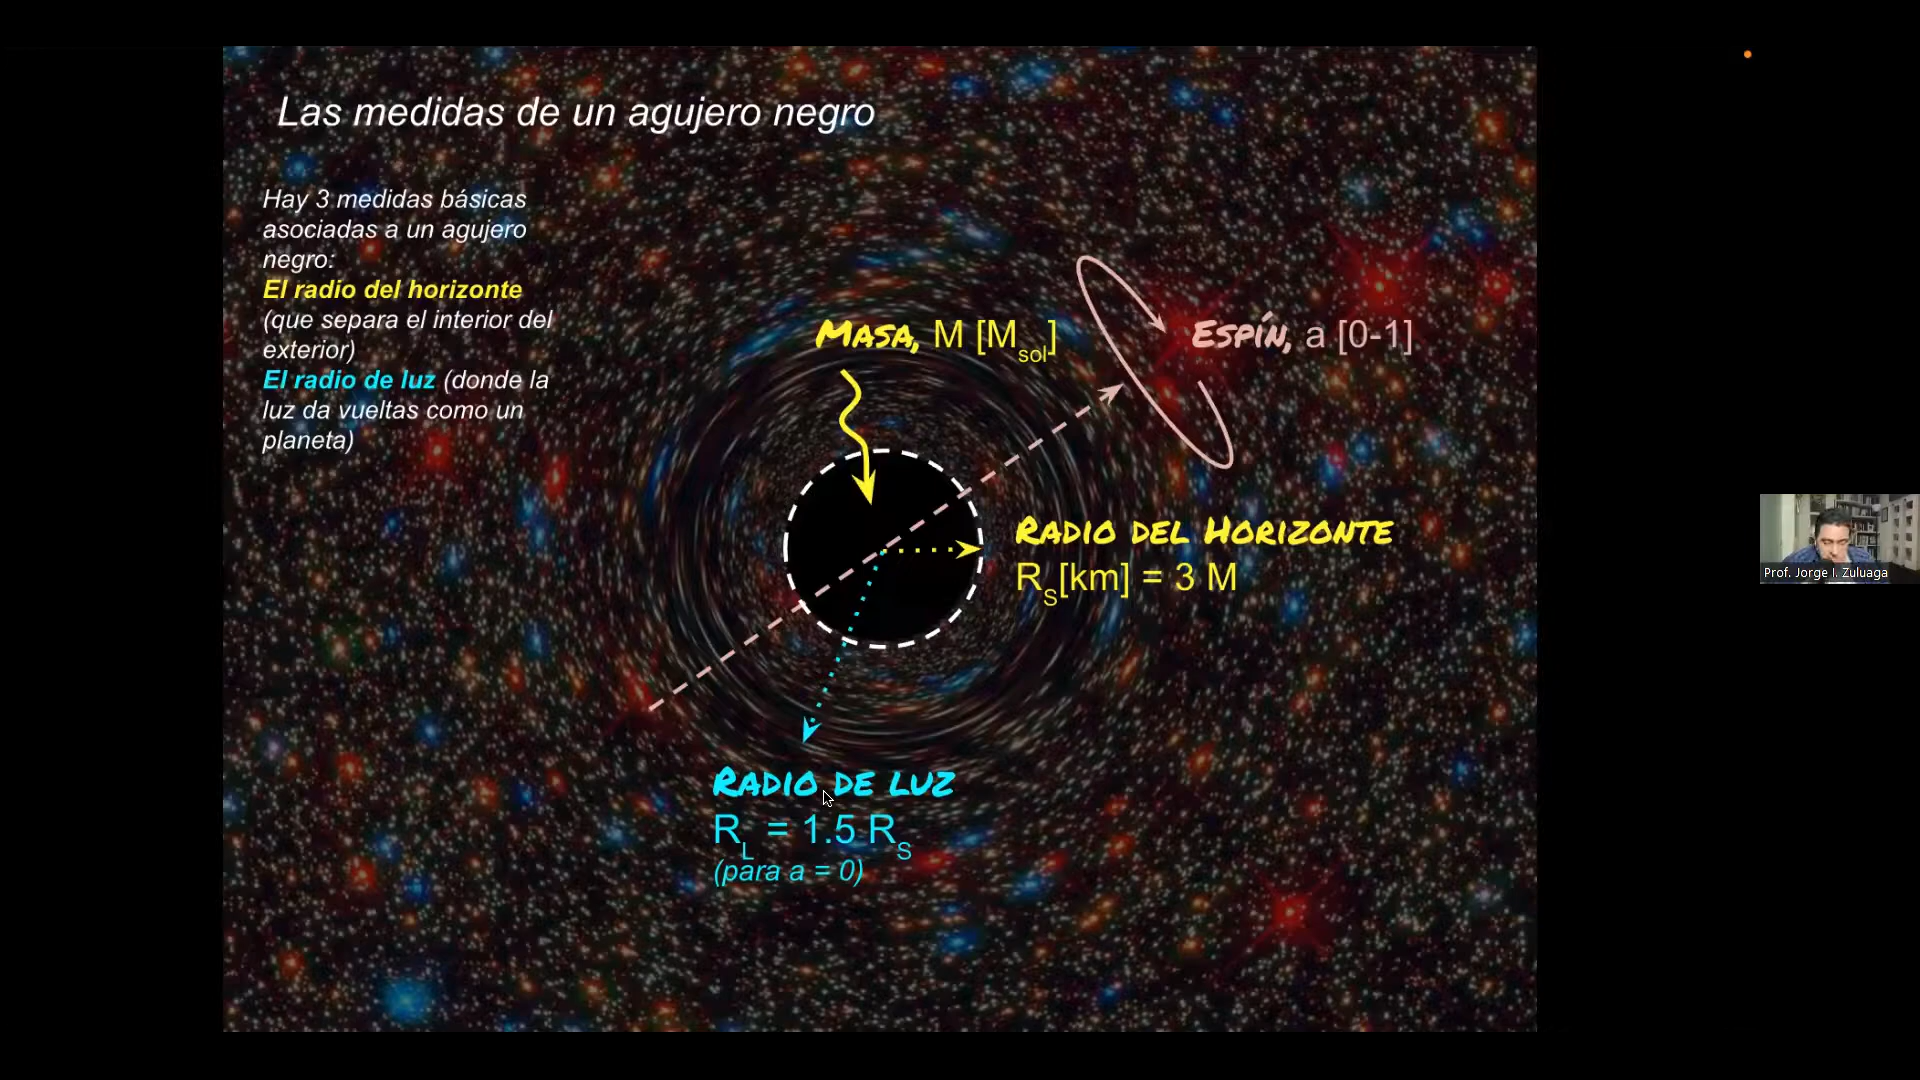 Las medidas de un agujero negro
Hay 3 medidas básicas
asociadas a un agujero
negro:
El radio del horizonte
(que separa el interior del
exterior)
El radio de luz (donde la
luz da vueltas como un
planeta)
MASA, M [Msol]
ESPÍN, a [0-1]
RADIO DEL HORIZONTE
RS[km] = 3 M
RADIO DE LUZ
RL = 1.5 RS
(para a = 0)
Prof. Jorge I. Zuluaga